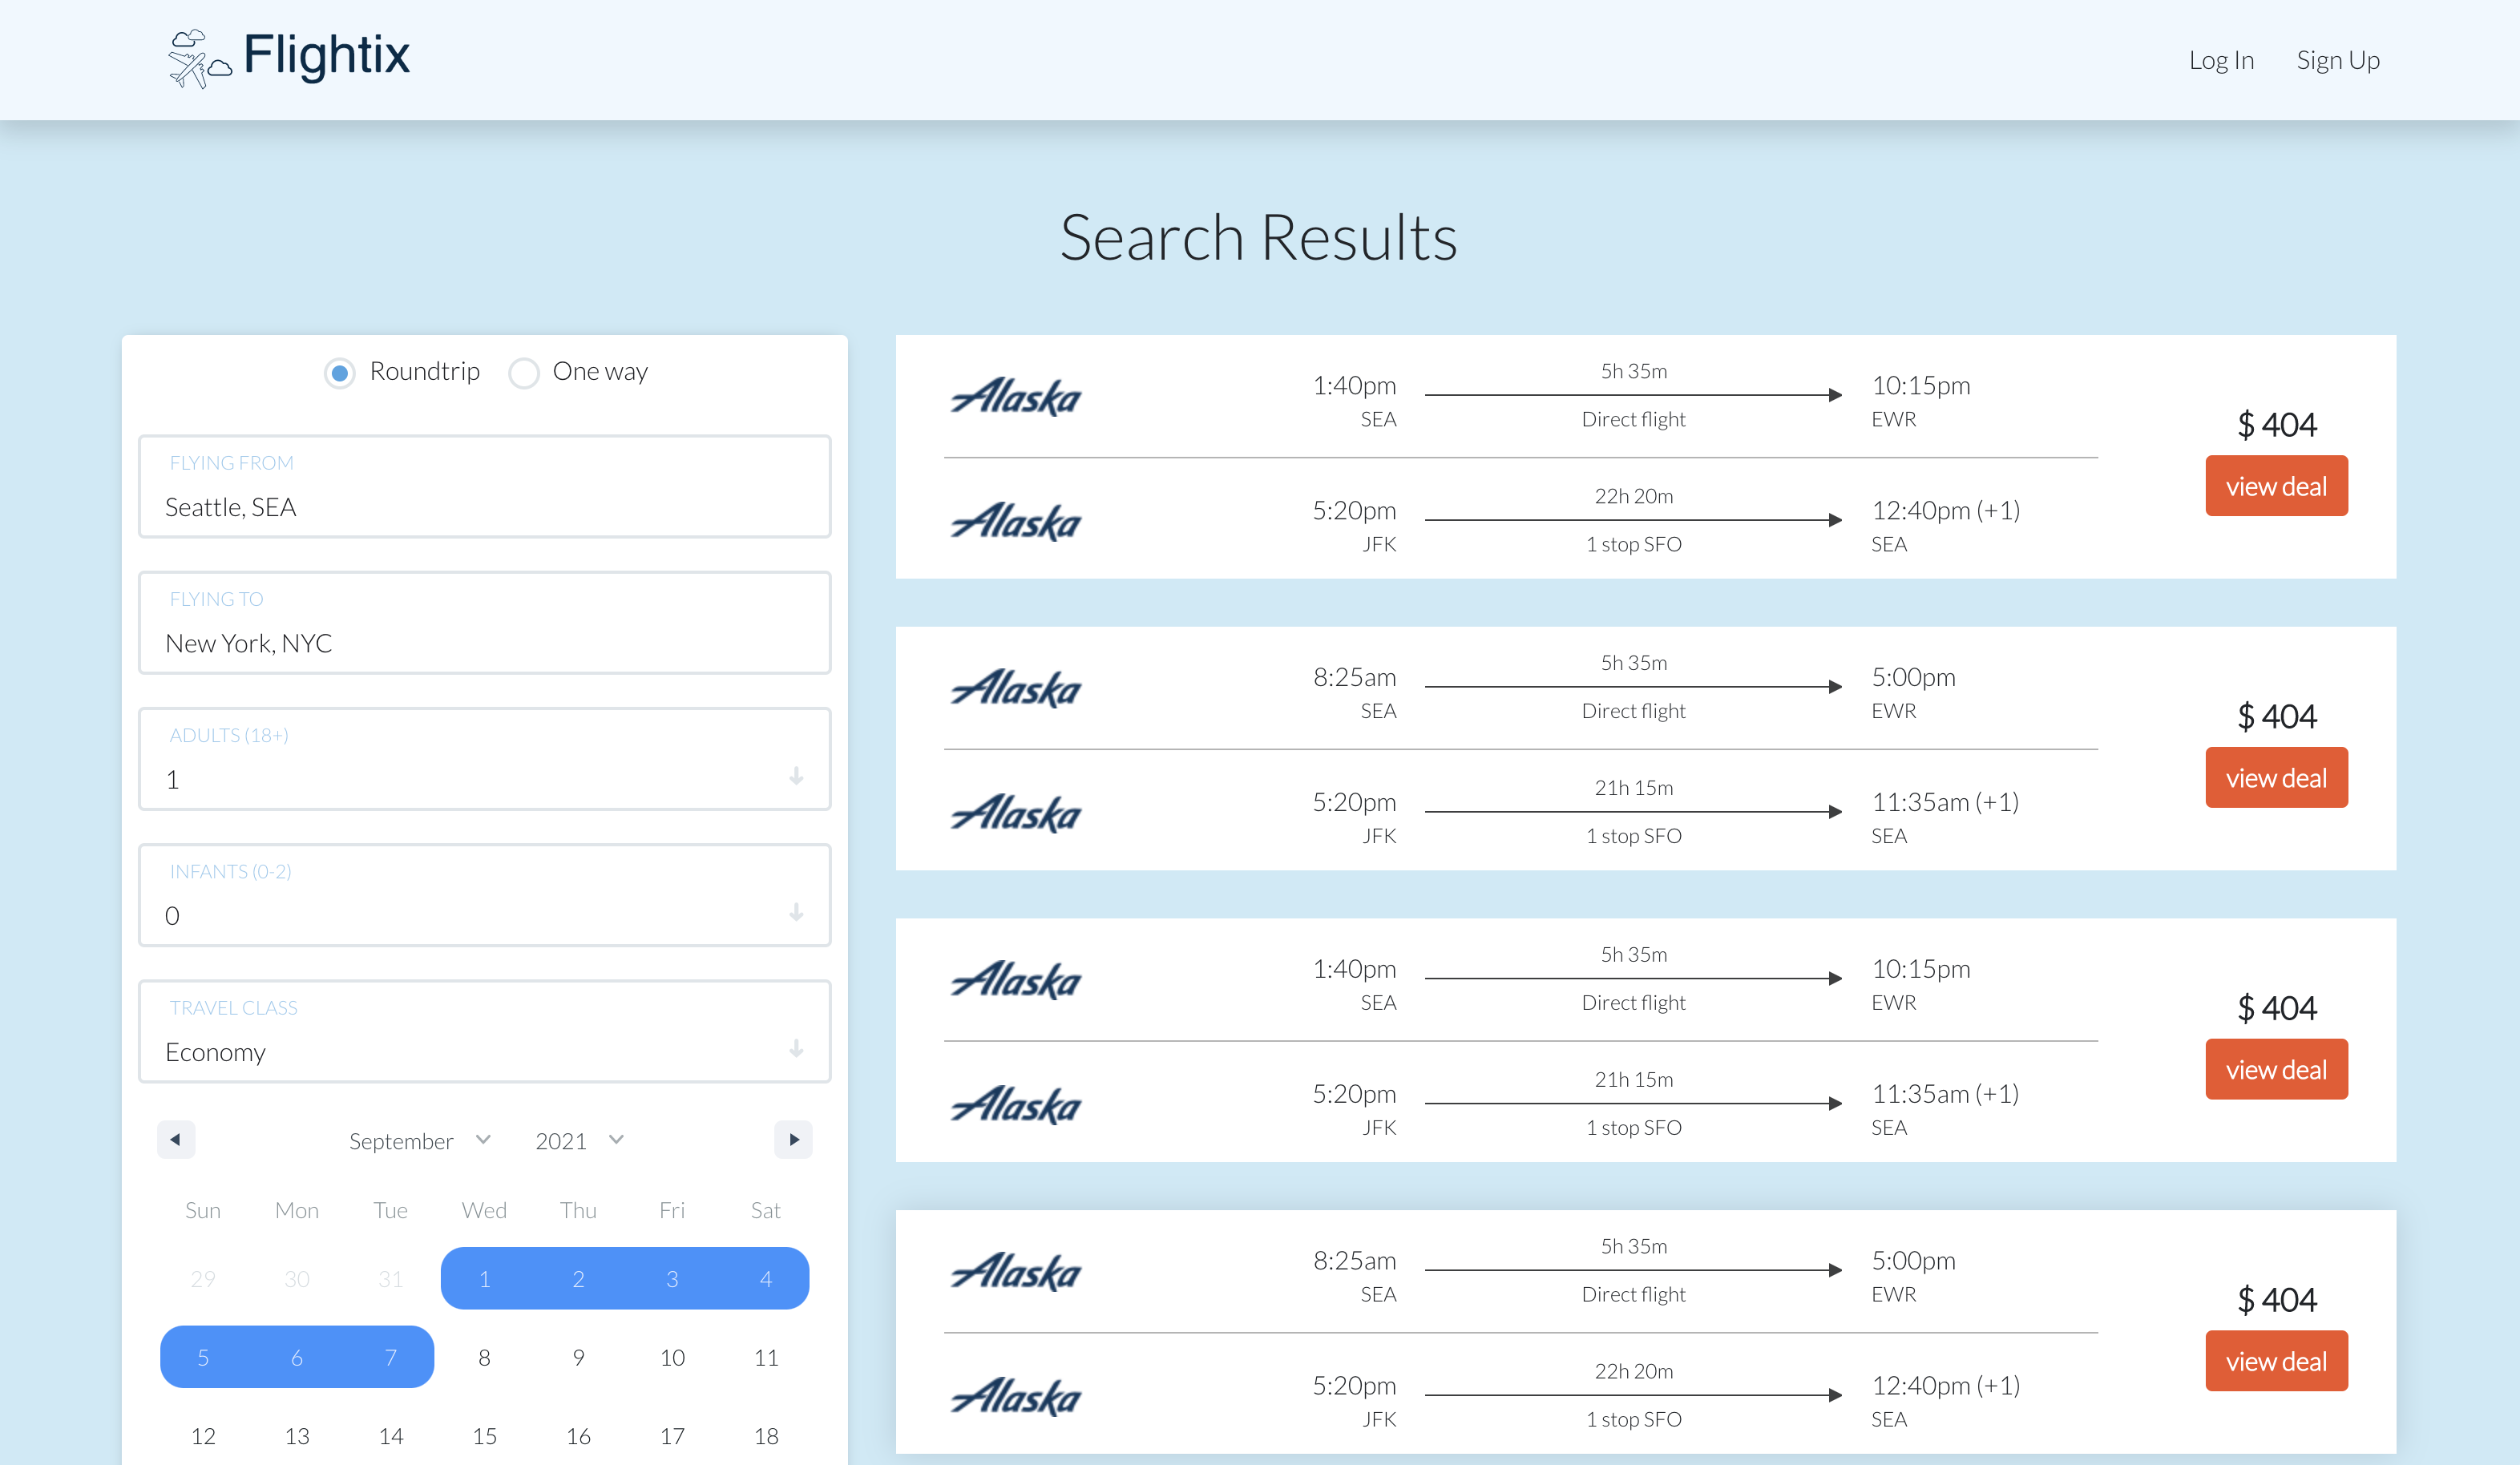 Flightix
Log In
Sign Up
Search Results
Roundtrip
One way
FLYING FROM
Seattle, SEA
FLYING TO
New York, NYC
ADULTS (18+)
1
INFANTS (0-2)
0
TRAVEL CLASS
Economy
September
2021
Sun Mon Tue Wed Thu Fri Sat
29 30 31 1 2 3 4
5 6 7 8 9 10 11
12 13 14 15 16 17 18
Alaska
1:40pm
SEA
5h 35m
Direct flight
10:15pm
EWR
Alaska
5:20pm
JFK
22h 20m
1 stop SFO
12:40pm (+1)
SEA
$ 404
view deal
Alaska
8:25am
SEA
5h 35m
Direct flight
5:00pm
EWR
Alaska
5:20pm
JFK
21h 15m
1 stop SFO
11:35am (+1)
SEA
$ 404
view deal
Alaska
1:40pm
SEA
5h 35m
Direct flight
10:15pm
EWR
Alaska
5:20pm
JFK
21h 15m
1 stop SFO
11:35am (+1)
SEA
$ 404
view deal
Alaska
8:25am
SEA
5h 35m
Direct flight
5:00pm
EWR
Alaska
5:20pm
JFK
22h 20m
1 stop SFO
12:40pm (+1)
SEA
$ 404
view deal